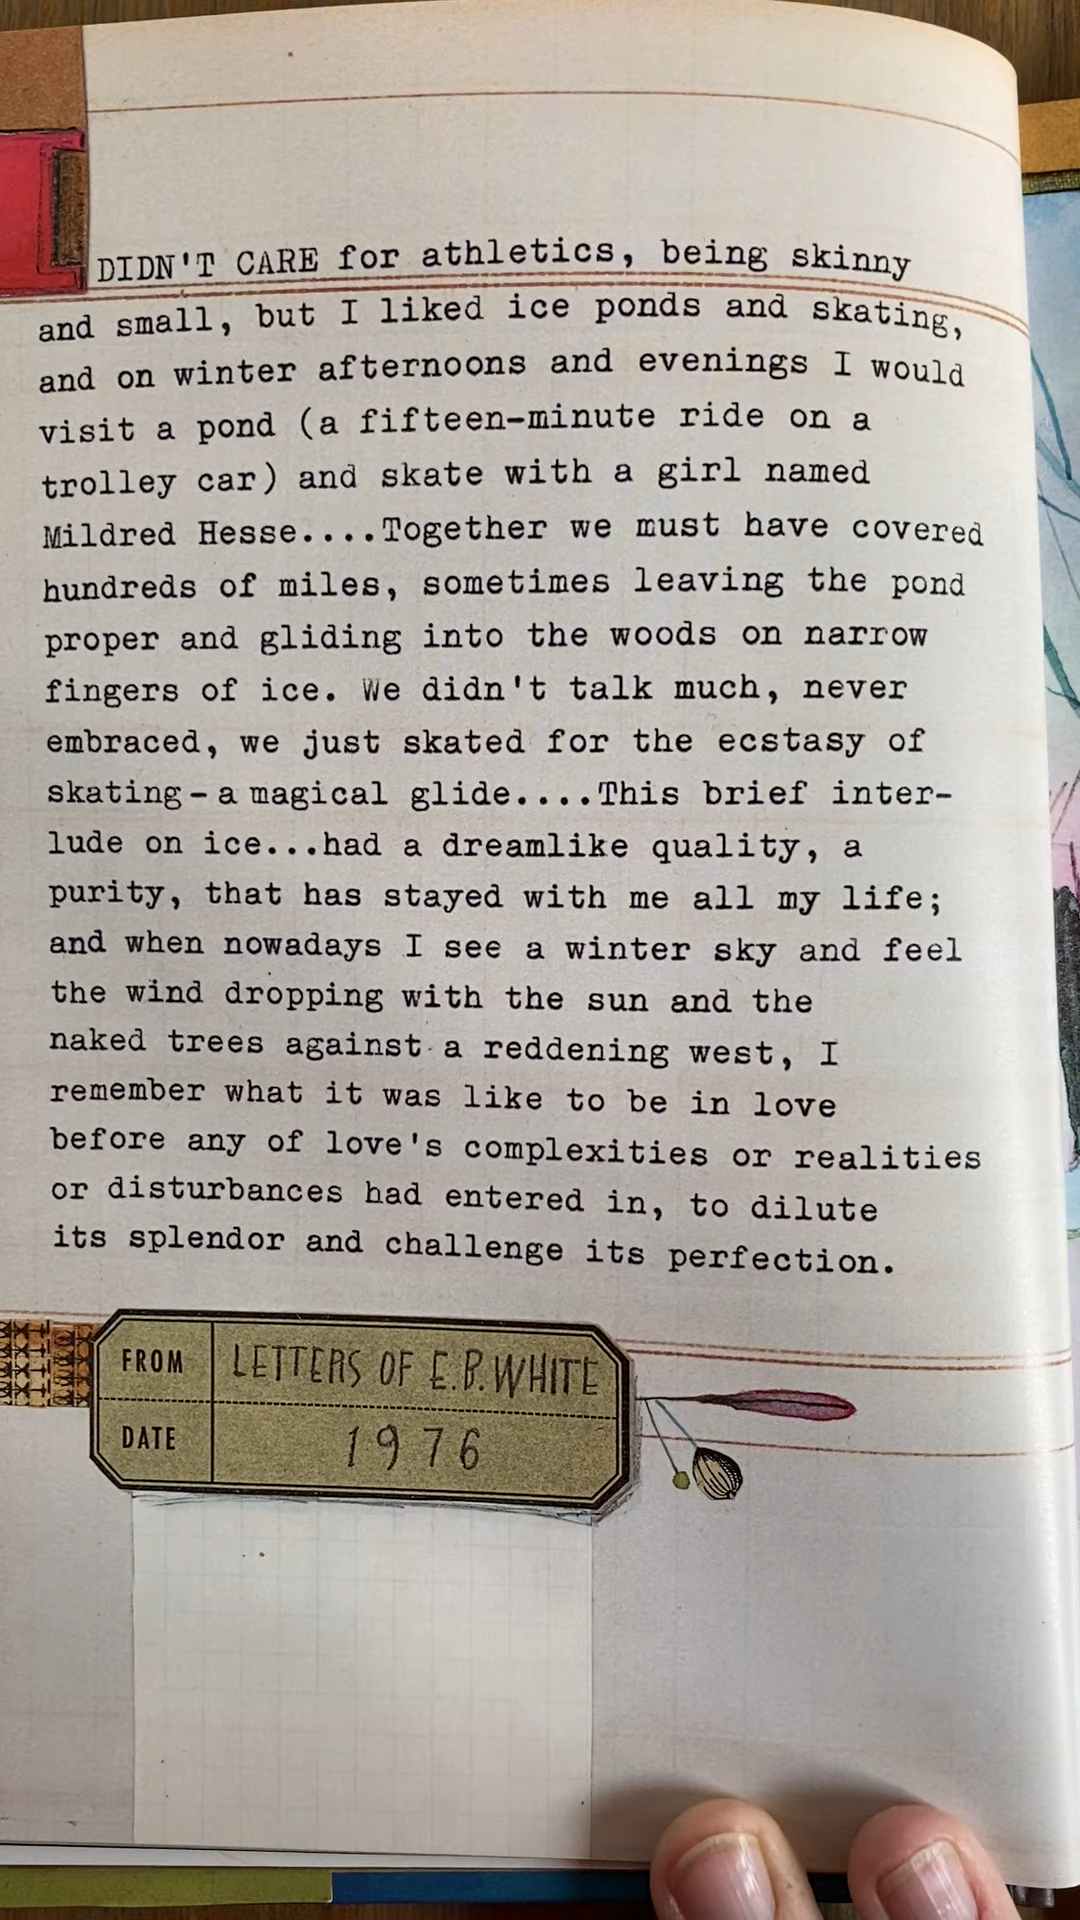 DIDN'T CARE for athletics, being skinny
and small, but I liked ice ponds and skating,
and on winter afternoons and evenings I would
visit a pond (a fifteen-minute ride on a
trolley car) and skate with a girl named
Mildred Hesse....Together we must have covered
hundreds of miles, sometimes leaving the pond
proper and gliding into the woods on narrow
fingers of ice. We didn't talk much, never
embraced, we just skated for the ecstasy of
skating-a magical glide....This brief inter-
lude on ice...had a dreamlike quality, a
purity, that has stayed with me all my life;
and when nowadays I see a winter sky and feel
the wind dropping with the sun and the
naked trees against a reddening west, I
remember what it was like to be in love
before any of love's complexities or realities
or disturbances had entered in, to dilute
its splendor and challenge its perfection.
FROM LETTERS OF E.B.WHITE
DATE 1976